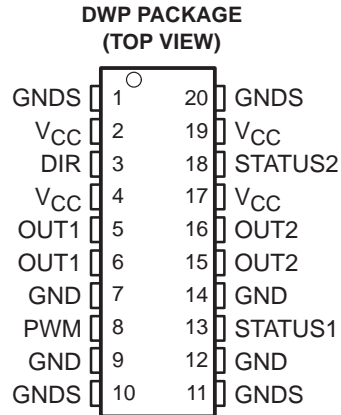 DWP PACKAGE
(TOP VIEW)
GNDS 1 20 GNDS
VCC 2 19 VCC
DIR 3 18 STATUS2
VCC 4 17 VCC
OUT1 5 16 OUT2
OUT1 6 15 OUT2
GND 7 14 GND
PWM 8 13 STATUS1
GND 9 12 GND
GNDS 10 11 GNDS